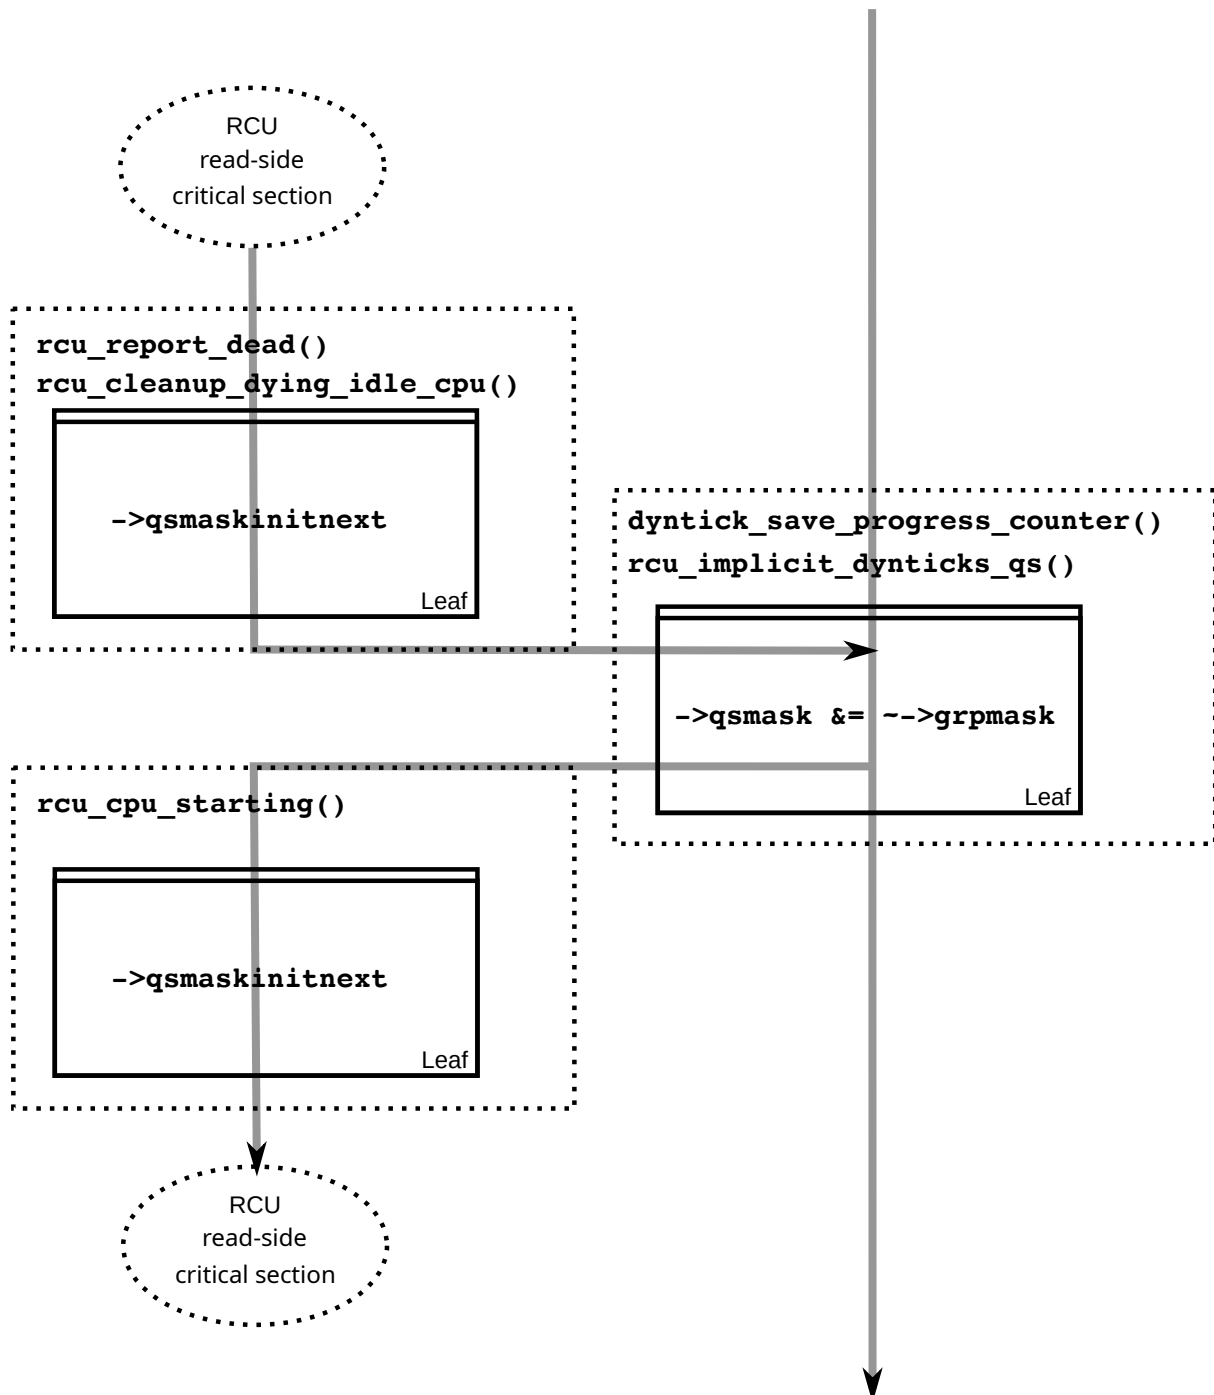 RCU
read-side
critical section
rcu_report_dead()
rcu_cleanup_dying_idle_cpu()
->qsmaskinitnext
Leaf
dyntick_save_progress_counter()
rcu_implicit_dynticks_qs()
->qsmask &= ~->grpmask
Leaf
rcu_cpu_starting()
->qsmaskinitnext
Leaf
RCU
read-side
critical section